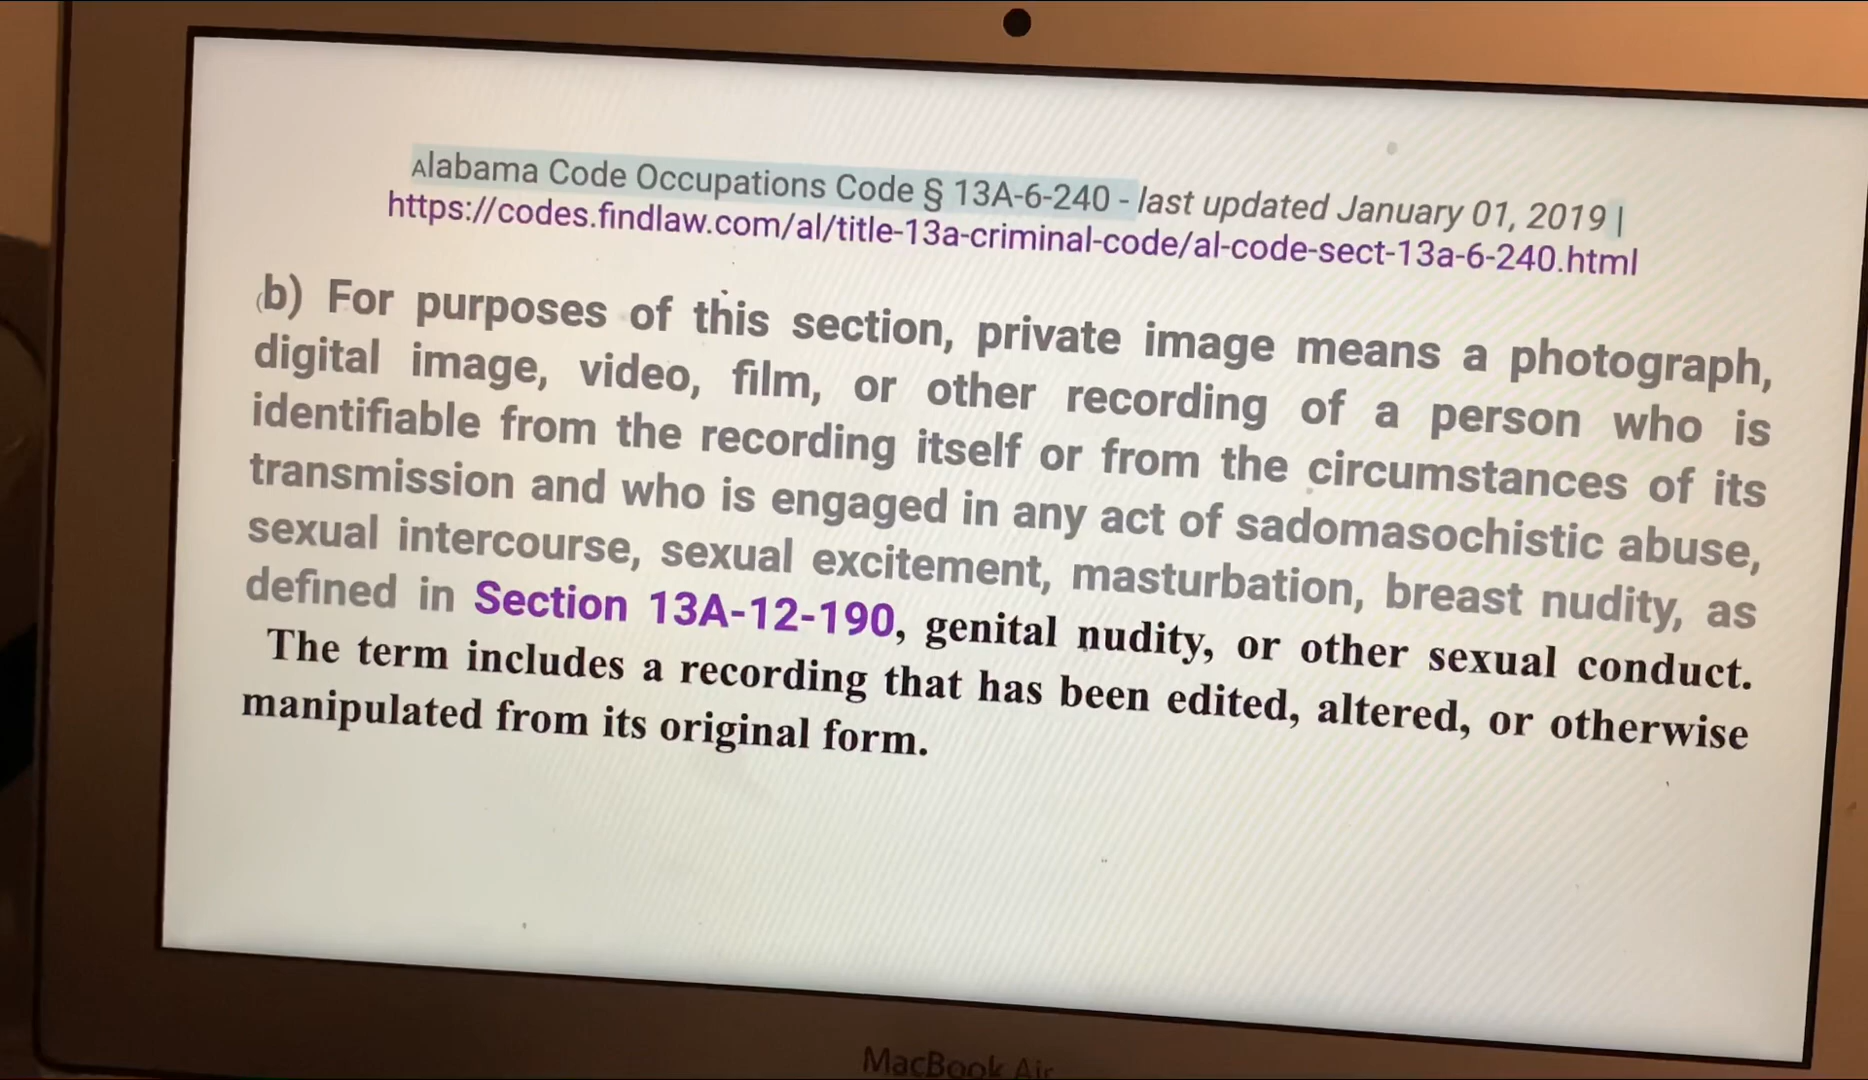 Alabama Code Occupations Code § 13A-6-240 - last updated January 01, 2019 |
https://codes.findlaw.com/al/title-13a-criminal-code/al-code-sect-13a-6-240.html
(b) For purposes of this section, private image means a photograph,
digital image, video, film, or other recording of a person who is
identifiable from the recording itself or from the circumstances of its
transmission and who is engaged in any act of sadomasochistic abuse,
sexual intercourse, sexual excitement, masturbation, breast nudity, as
defined in Section 13A-12-190, genital nudity, or other sexual conduct.
The term includes a recording that has been edited, altered, or otherwise
manipulated from its original form.
MacBook Air